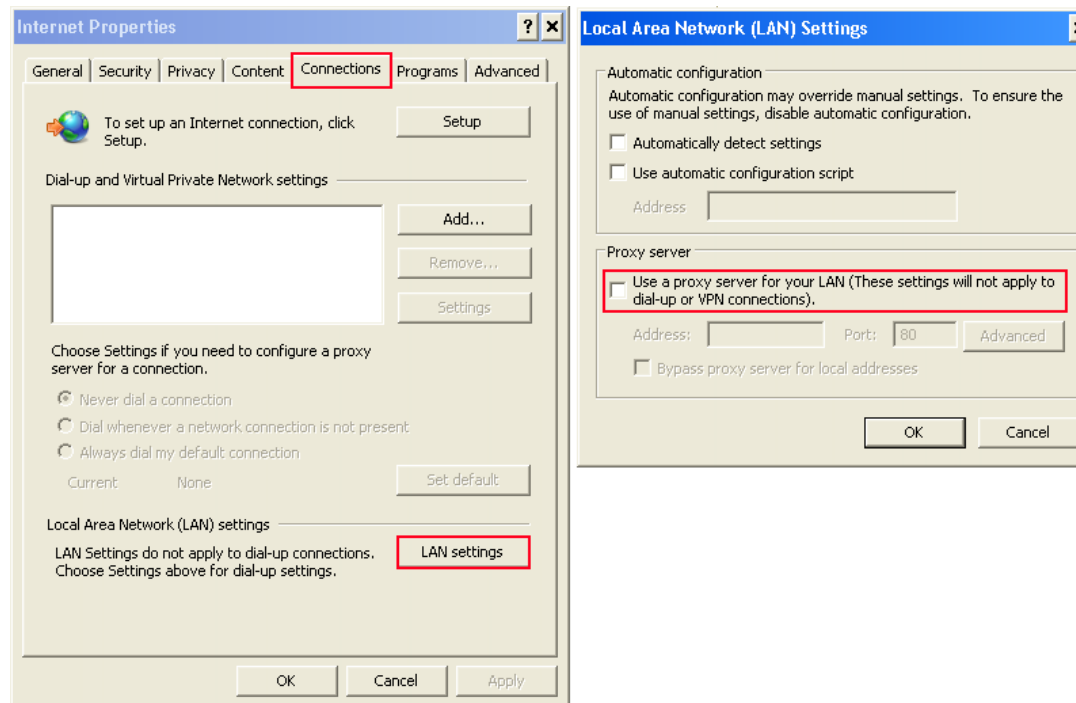 Internet Properties
General Security Privacy Content Connections Programs Advanced
To set up an Internet connection, click
Setup.
Setup
Dial-up and Virtual Private Network settings
Add...
Remove...
Settings
Choose Settings if you need to configure a proxy
server for a connection.
Never dial a connection
Dial whenever a network connection is not present
Always dial my default connection
Current None
Set default
Local Area Network (LAN) settings
LAN Settings do not apply to dial-up connections.
Choose Settings above for dial-up settings.
LAN settings
OK Cancel Apply
Local Area Network (LAN) Settings
Automatic configuration
Automatic configuration may override manual settings. To ensure the
use of manual settings, disable automatic configuration.
Automatically detect settings
Use automatic configuration script
Address
Proxy server
Use a proxy server for your LAN (These settings will not apply to
dial-up or VPN connections).
Address: Port: 80 Advanced
Bypass proxy server for local addresses
OK Cancel